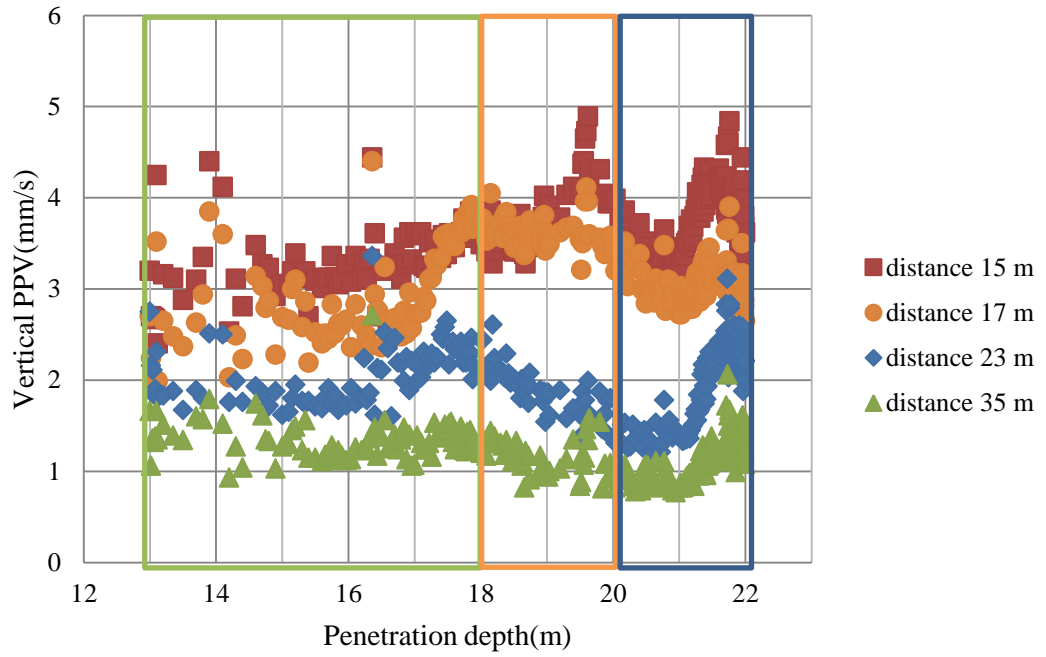 6
5
4
3
2
1
0
12
14
16
18
20
22
Vertical PPV(mm/s)
Penetration depth(m)
distance 15 m
distance 17 m
distance 23 m
distance 35 m